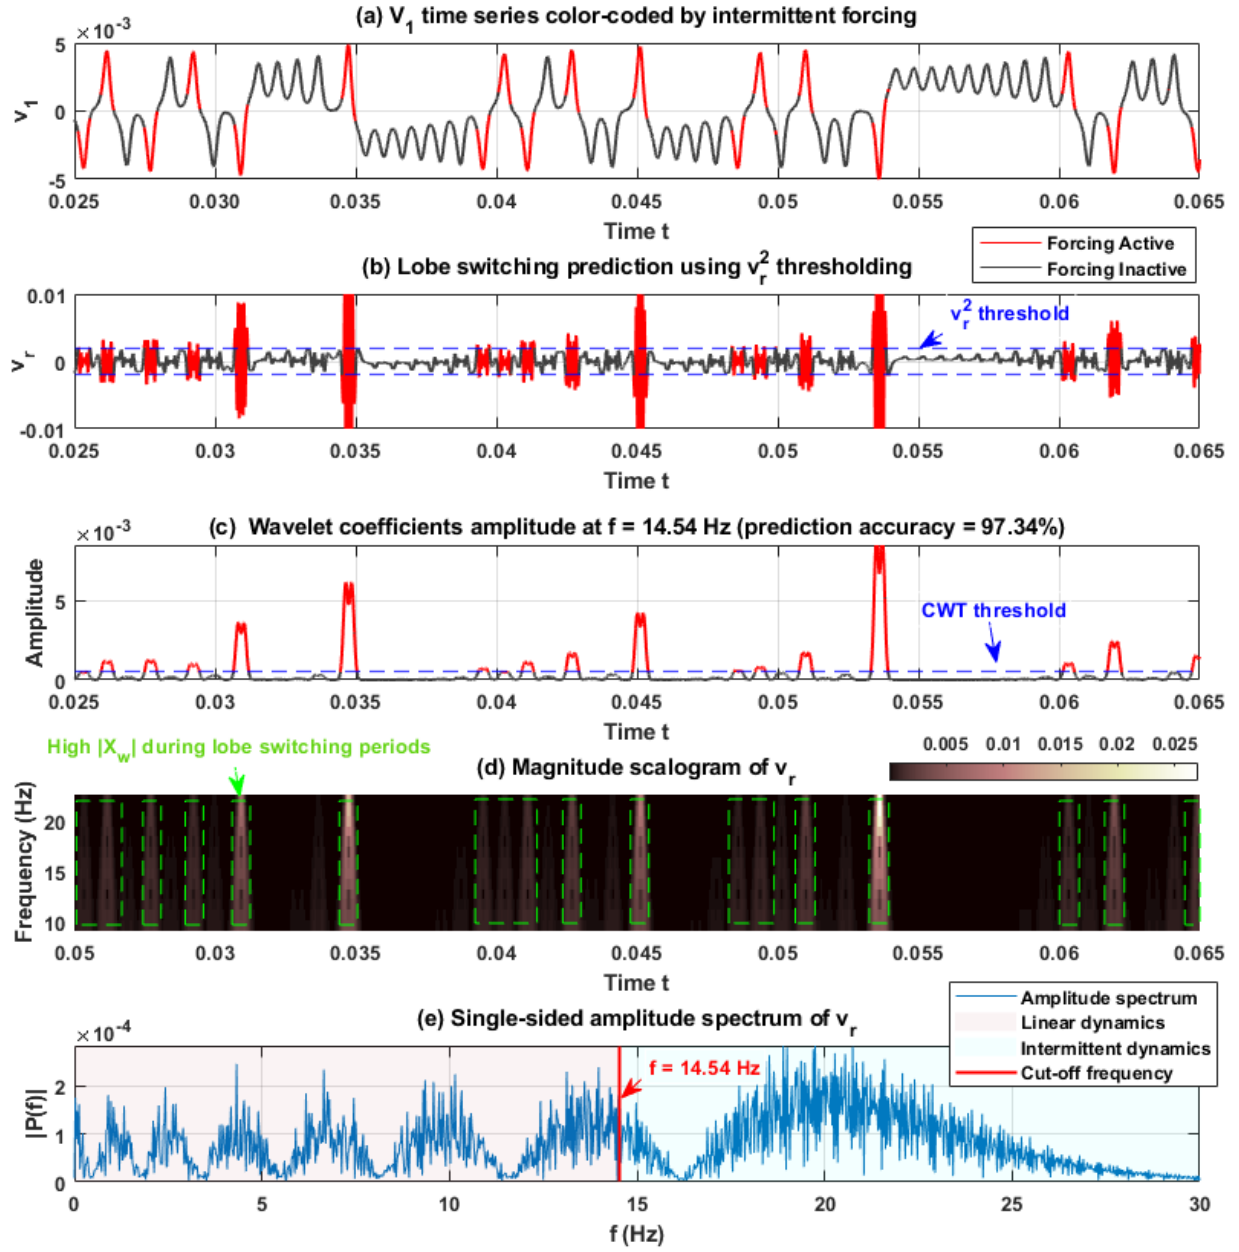 (a) V1 time series color-coded by intermittent forcing
×10-3
5
0
-5
v1
0.025 0.030 0.035 0.04 0.045 0.05 0.055 0.06 0.065
Time t
Forcing Active
Forcing Inactive
(b) Lobe switching prediction using vr2 thresholding
0.01
0
-0.01
vr
vr2 threshold
0.025 0.03 0.035 0.04 0.045 0.05 0.055 0.06 0.065
Time t
(c) Wavelet coefficients amplitude at f = 14.54 Hz (prediction accuracy = 97.34%)
×10-3
5
0
Amplitude
CWT threshold
0.025 0.03 0.035 0.04 0.045 0.05 0.055 0.06 0.065
Time t
High |Xw| during lobe switching periods
(d) Magnitude scalogram of vr
0.005 0.01 0.015 0.02 0.025
20
15
10
Frequency (Hz)
0.05 0.03 0.035 0.04 0.045 0.05 0.055 0.06 0.065
Time t
(e) Single-sided amplitude spectrum of vr
×10-4
Amplitude spectrum
Linear dynamics
Intermittent dynamics
Cut-off frequency
f = 14.54 Hz
2
1
0
|P(f)|
0 5 10 15 20 25 30
f (Hz)